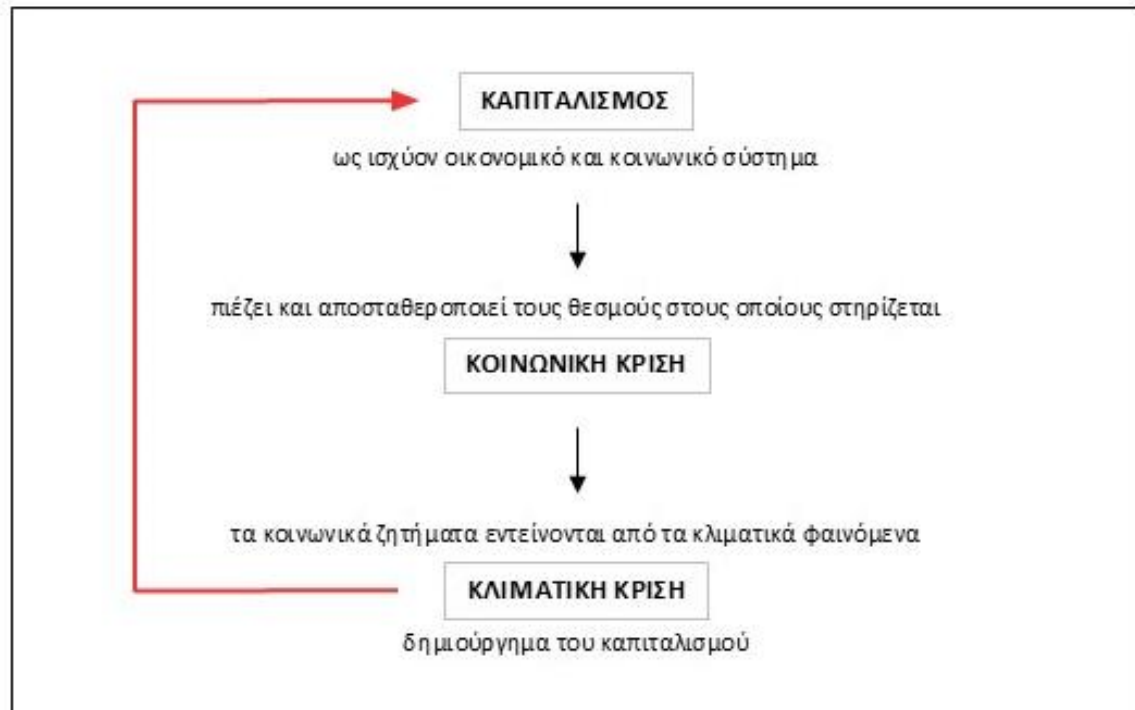 ΚΑΠΙΤΑΛΙΣΜΟΣ
ως ισχύον οικονομικό και κοινωνικό σύστημα
πιέζει και αποσταθεροποιεί τους θεσμούς στους οποίους στηρίζεται
ΚΟΙΝΩΝΙΚΗ ΚΡΙΣΗ
τα κοινωνικά ζητήματα εντείνονται από τα κλιματικά φαινόμενα
ΚΛΙΜΑΤΙΚΗ ΚΡΙΣΗ
δημιούργημα του καπιταλισμού